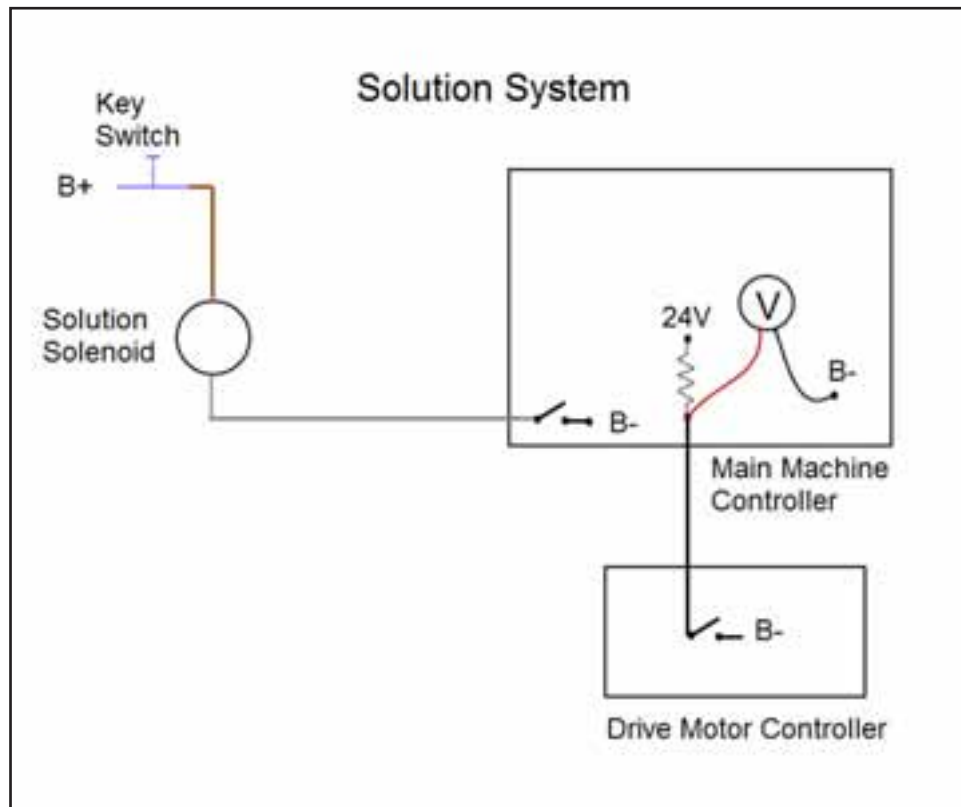 Solution System
Key
Switch
B+
Solution
Solenoid
24V
V
B-
B-
Main Machine
Controller
B-
Drive Motor Controller